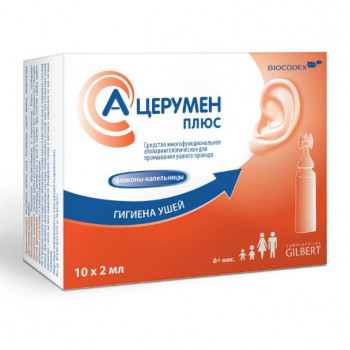 BIOCODEX
А ЦЕРУМЕН
ПЛЮС
Средство многофункциональное
отоларингологическое для
промывания ушного прохода
флаконы-капельницы
ГИГИЕНА УШЕЙ
10 х 2 мл
6+ мес.
Laboratoires
GILBERT